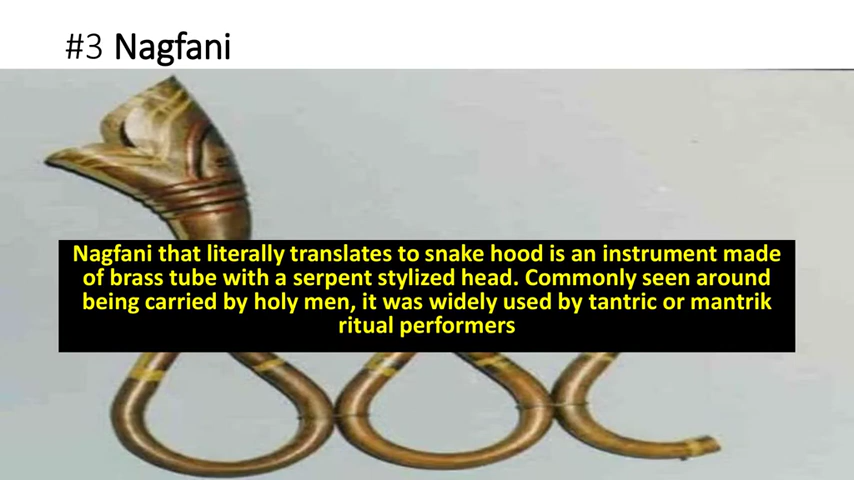 #3 Nagfani
Nagfani that literally translates to snake hood is an instrument made
of brass tube with a serpent stylized head. Commonly seen around
being carried by holy men, it was widely used by tantric or mantrik
ritual performers